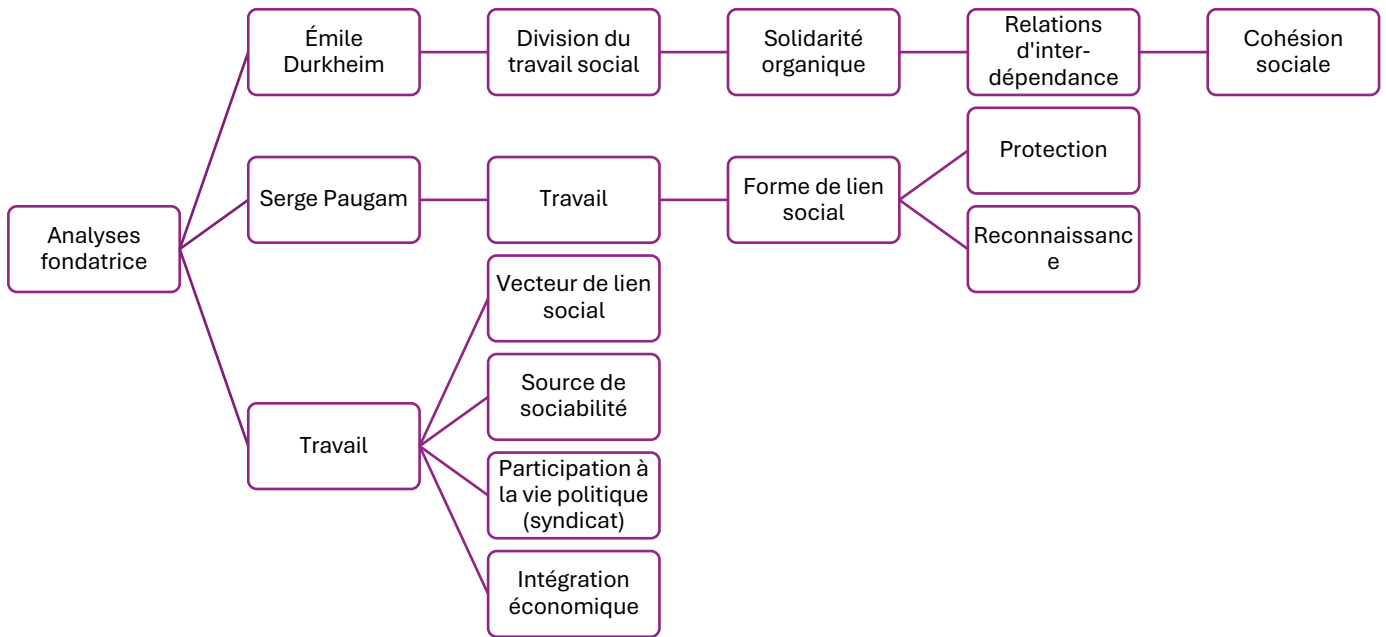 Émile
Durkheim
Division du
travail social
Solidarité
organique
Relations
d'inter-
dépendance
Cohésion
sociale
Analyses
fondatrice
Serge Paugam
Travail
Forme de lien
social
Protection
Reconnaissanc
e
Travail
Vecteur de lien
social
Source de
sociabilité
Participation à
la vie politique
(syndicat)
Intégration
économique